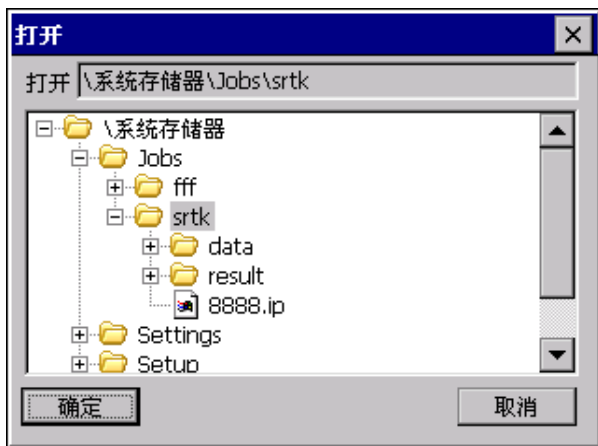 打开
打开 \系统存储器\Jobs\srtk
\系统存储器
Jobs
fff
srtk
data
result
8888.ip
Settings
Setup
确定 取消